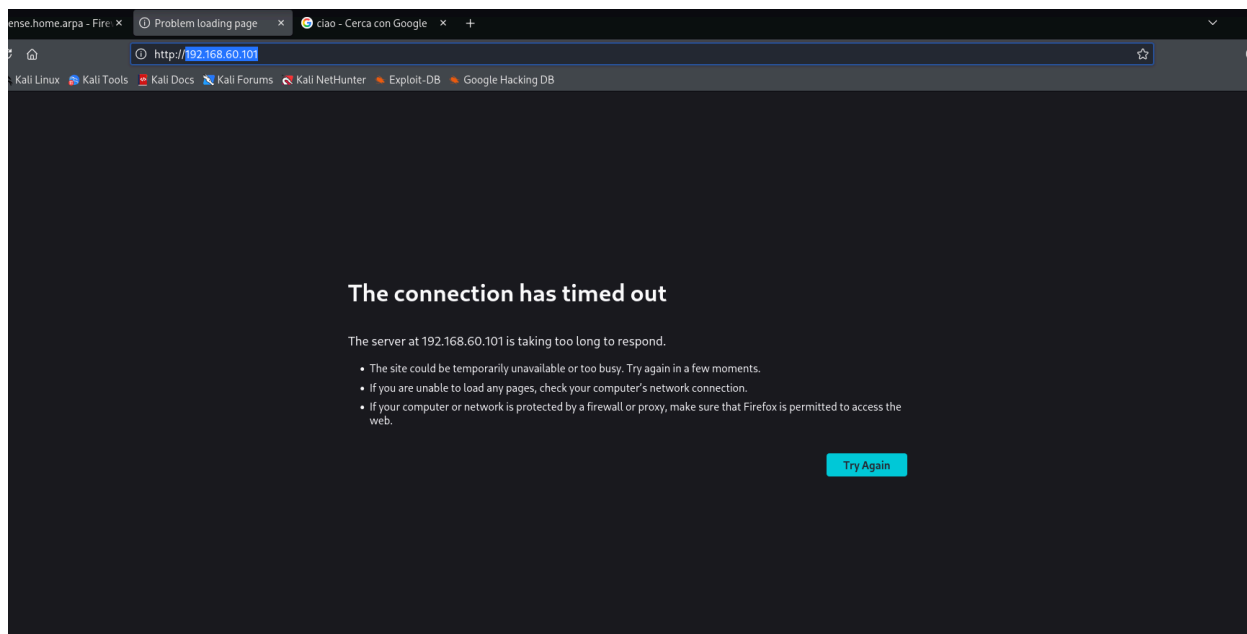 ense.home.arpa - Firev
Problem loading page
ciao - Cerca con Google
http://192.168.60.101
Kali Linux Kali Tools Kali Docs Kali Forums Kali NetHunter Exploit-DB Google Hacking DB
The connection has timed out
The server at 192.168.60.101 is taking too long to respond.
• The site could be temporarily unavailable or too busy. Try again in a few moments.
• If you are unable to load any pages, check your computer's network connection.
• If your computer or network is protected by a firewall or proxy, make sure that Firefox is permitted to access the
web.
Try Again